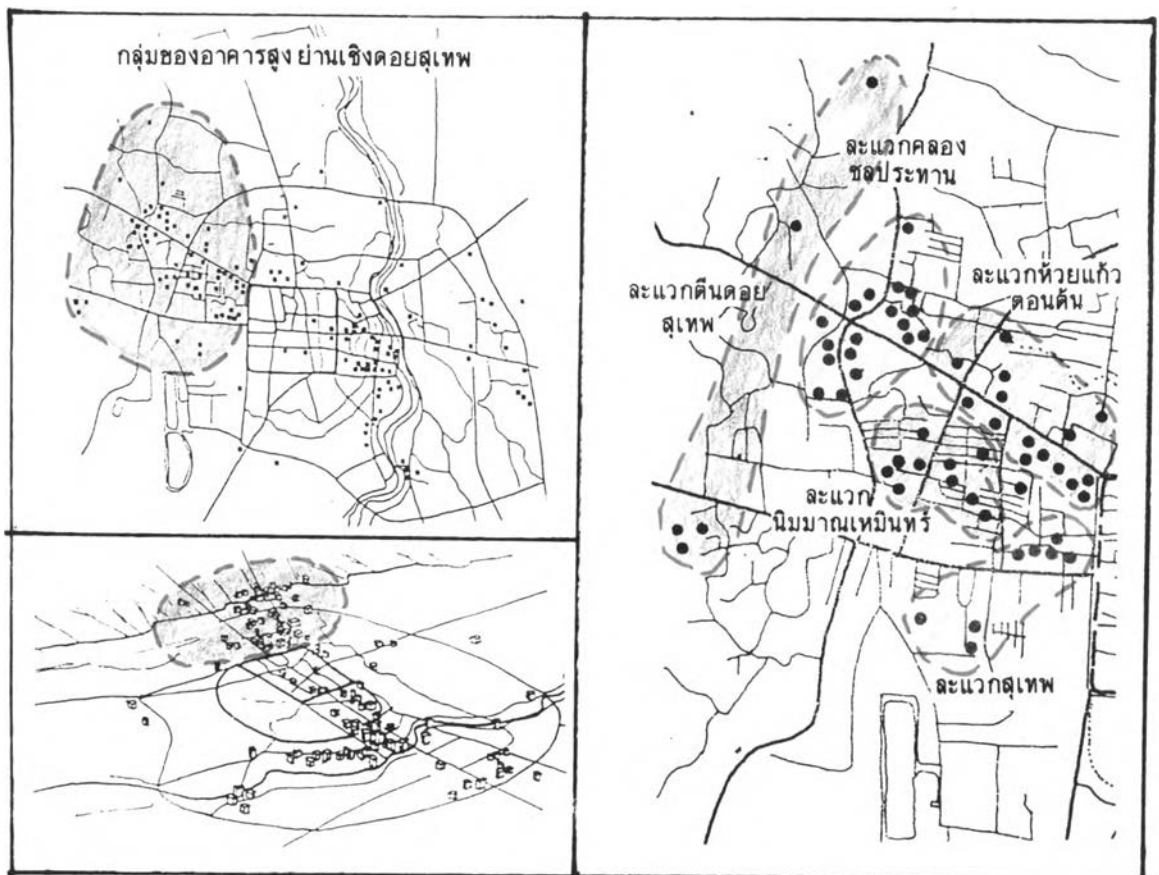 กลุ่มของอาคารสูง ย่านเชิงดอยสุเทพ
ละแวกคลอง
ชลประทาน
ละแวกห้วยแก้ว
ตอนต้น
ละแวกตีนดอย
สุเทพ
ละแวก
นิมมาณเหมินทร์
ละแวกสุเทพ